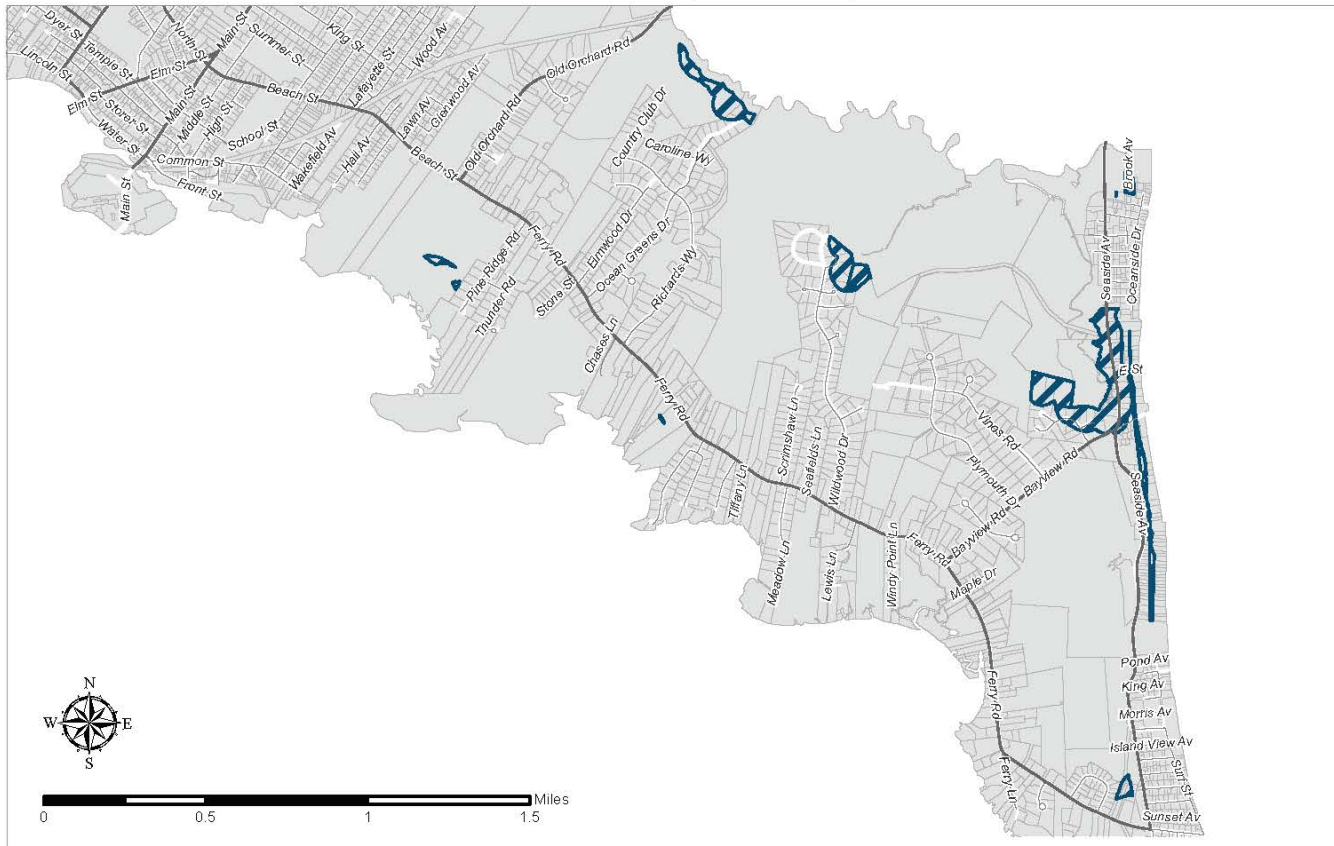 Dyer St
Temple St
Lincoln St
Elm St
Elm St
Storer St
Water St
North St
Main St
Main St
Middle St
High St
Summer St
King St
Lafayette St
Wood Av
Beach St
School St
Common St
Front St
Main St
Wakefield Av
Hall Av
Lawn Av
Glenwood Av
Old Orchard Rd
Old Orchard Rd
Beach St
Country Club Dr
Caroline Wy
Ferry Rd
Elmwood Dr
Ocean Greens Dr
Richards Wy
Pine Ridge Rd
Thunder Rd
Stone St
Chases Ln
Ferry Rd
Brook Av
Seaside Av
Oceanside Dr
E St
Vines Rd
Plymouth Dr
Bayview Rd
Bayview Rd
Seaside Av
Scrimshaw Ln
Seafields Ln
Wildwood Dr
Tiffany Ln
Meadow Ln
Lewis Ln
Windy Point Ln
Ferry Rd
Maple Dr
Ferry Rd
Ferry Ln
Pond Av
King Av
Morris Av
Island View Av
Surf St
Sunset Av
N
W E
S
Miles
0 0.5 1 1.5